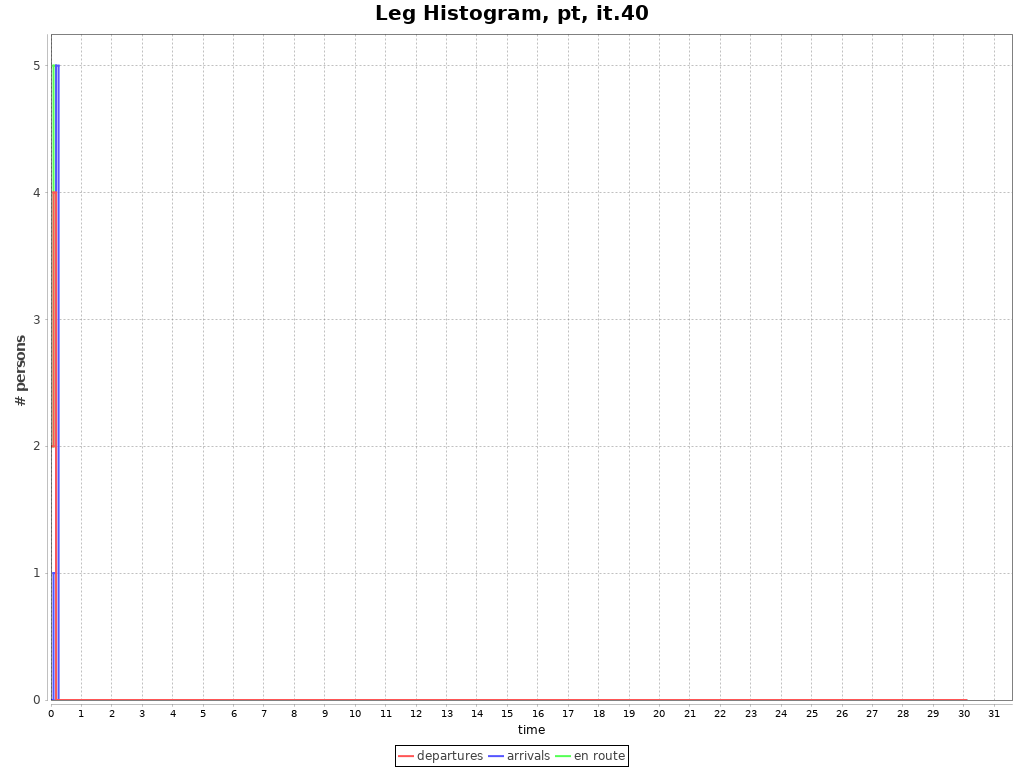 Leg Histogram, pt, it.40
# persons
5
4
3
2
1
0
0 1 2 3 4 5 6 7 8 9 10 11 12 13 14 15 16 17 18 19 20 21 22 23 24 25 26 27 28 29 30 31
time
departures arrivals en route